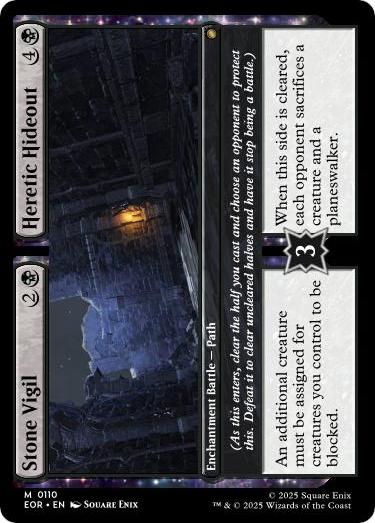 Stone Vigil 2
Heretic Hideout 4
Enchantment Battle — Path
(As this enters, clear the half you cast and choose an opponent to protect
this. Defeat it to clear uncleared halves and have it stop being a battle.)
An additional creature
must be assigned for
creatures you control to be
blocked.
3
When this side is cleared,
each opponent sacrifices a
creature and a
planeswalker.
M 0110
EOR • EN SQUARE ENIX
© 2025 Square Enix
™ & © 2025 Wizards of the Coast